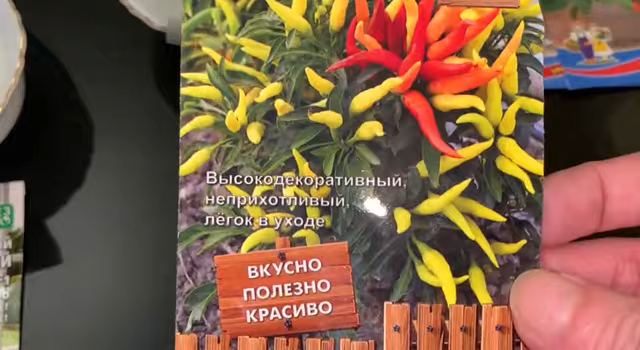 Высокодекоративный,
неприхотливый,
лёгок в уходе
ВКУСНО
ПОЛЕЗНО
КРАСИВО